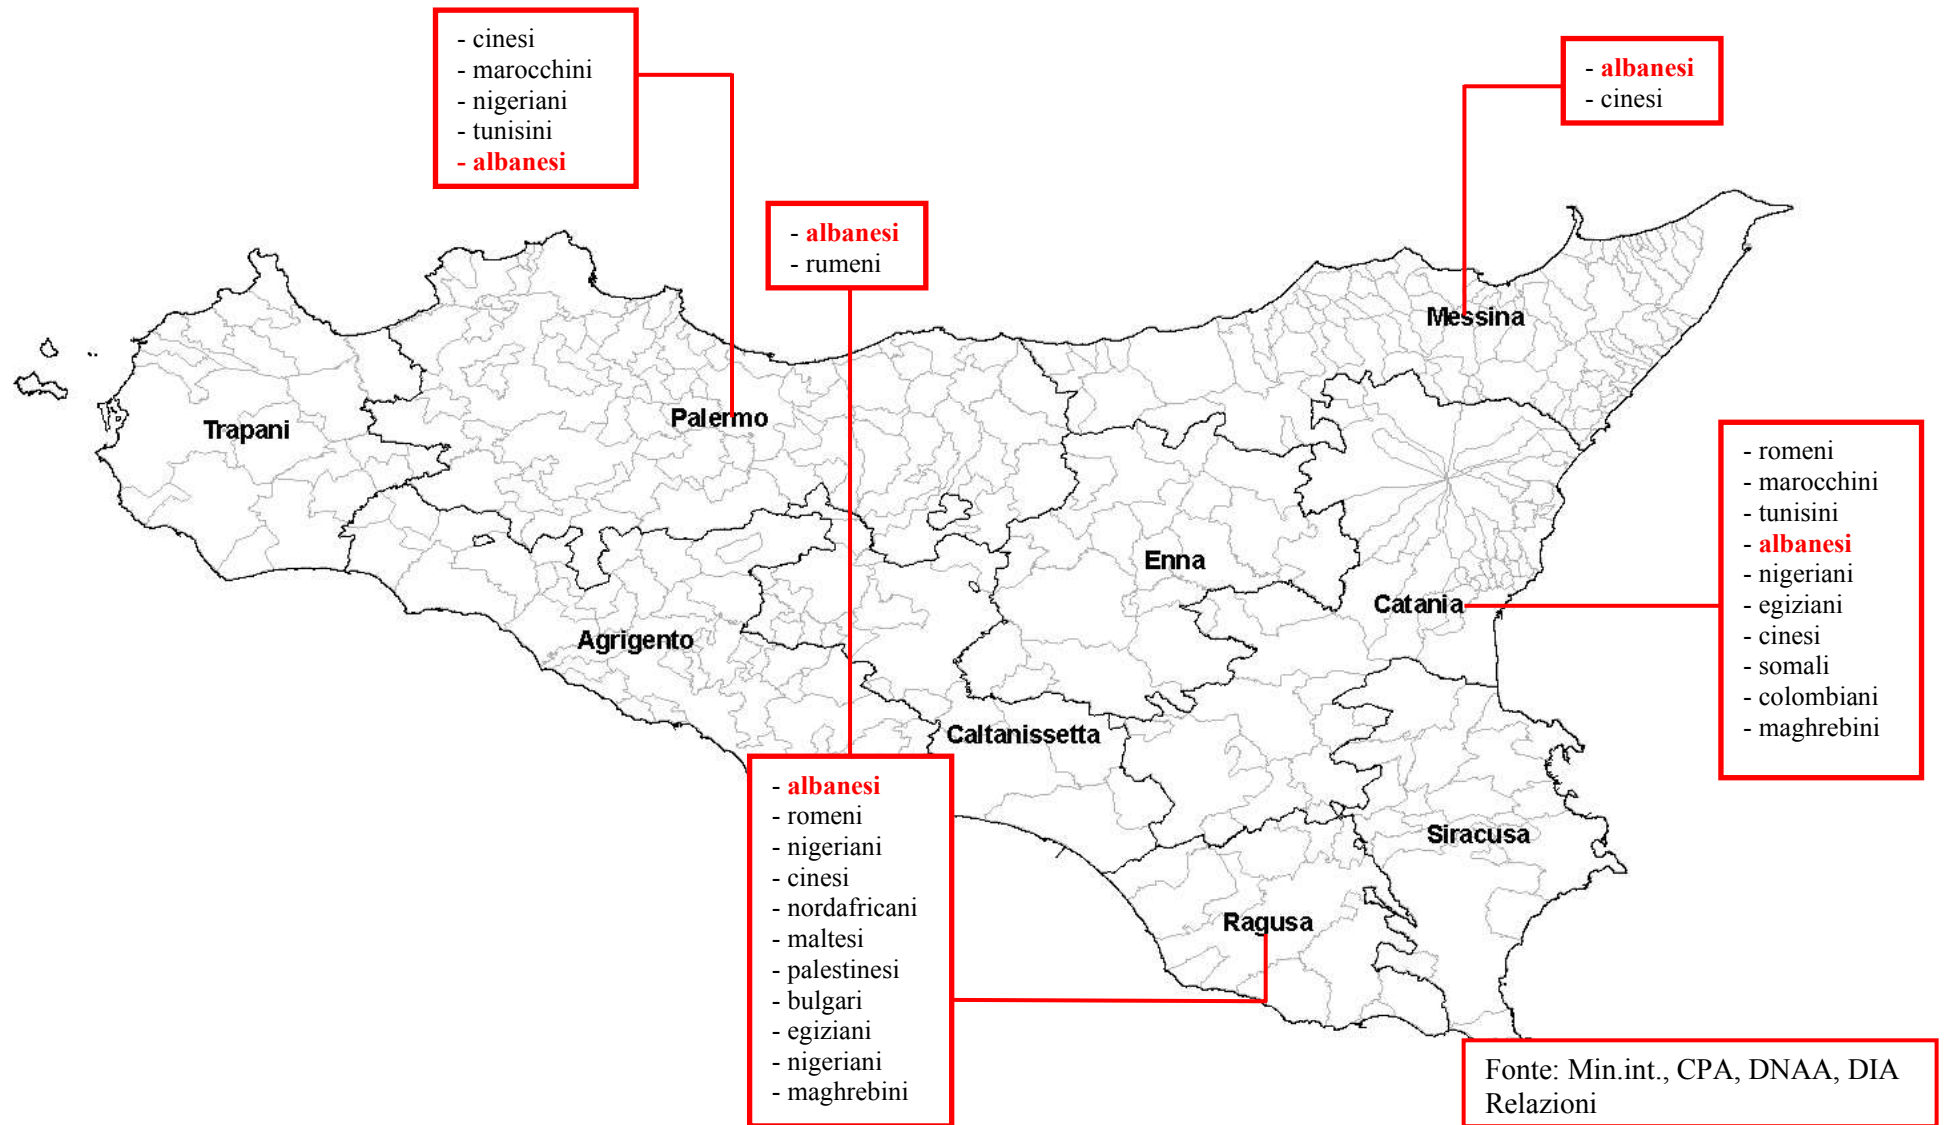 - cinesi
- marocchini
- nigeriani
- tunisini
- albanesi
- albanesi
- cinesi
- albanesi
- rumeni
Messina
Palermo
Trapani
- romeni
- marocchini
- tunisini
- albanesi
- nigeriani
- egiziani
- cinesi
- somali
- colombiani
- maghrebini
Enna
Catania
Agrigento
Caltanissetta
- albanesi
- romeni
- nigeriani
- cinesi
- nordafricani
- maltesi
- palestinesi
- bulgari
- egiziani
- nigeriani
- maghrebini
Siracusa
Ragusa
Fonte: Min.int., CPA, DNAA, DIA
Relazioni